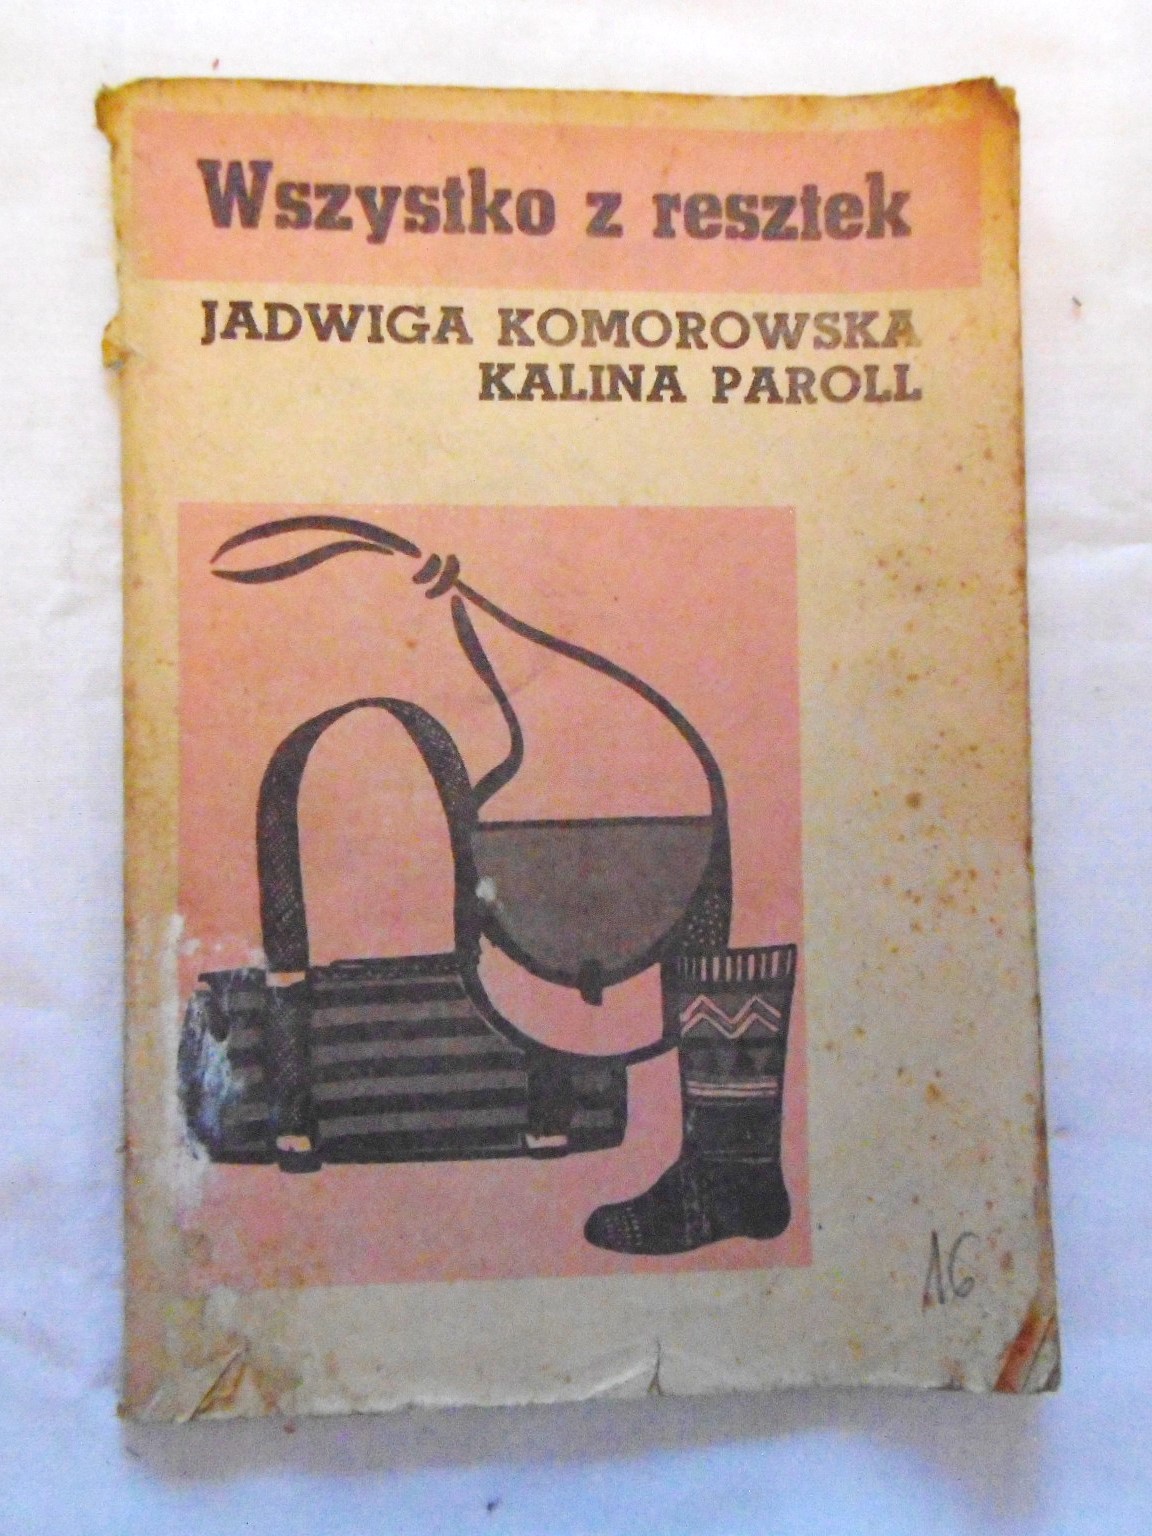 Wszystko z resztek
JADWIGA KOMOROWSKA
KALINA PAROLL
16